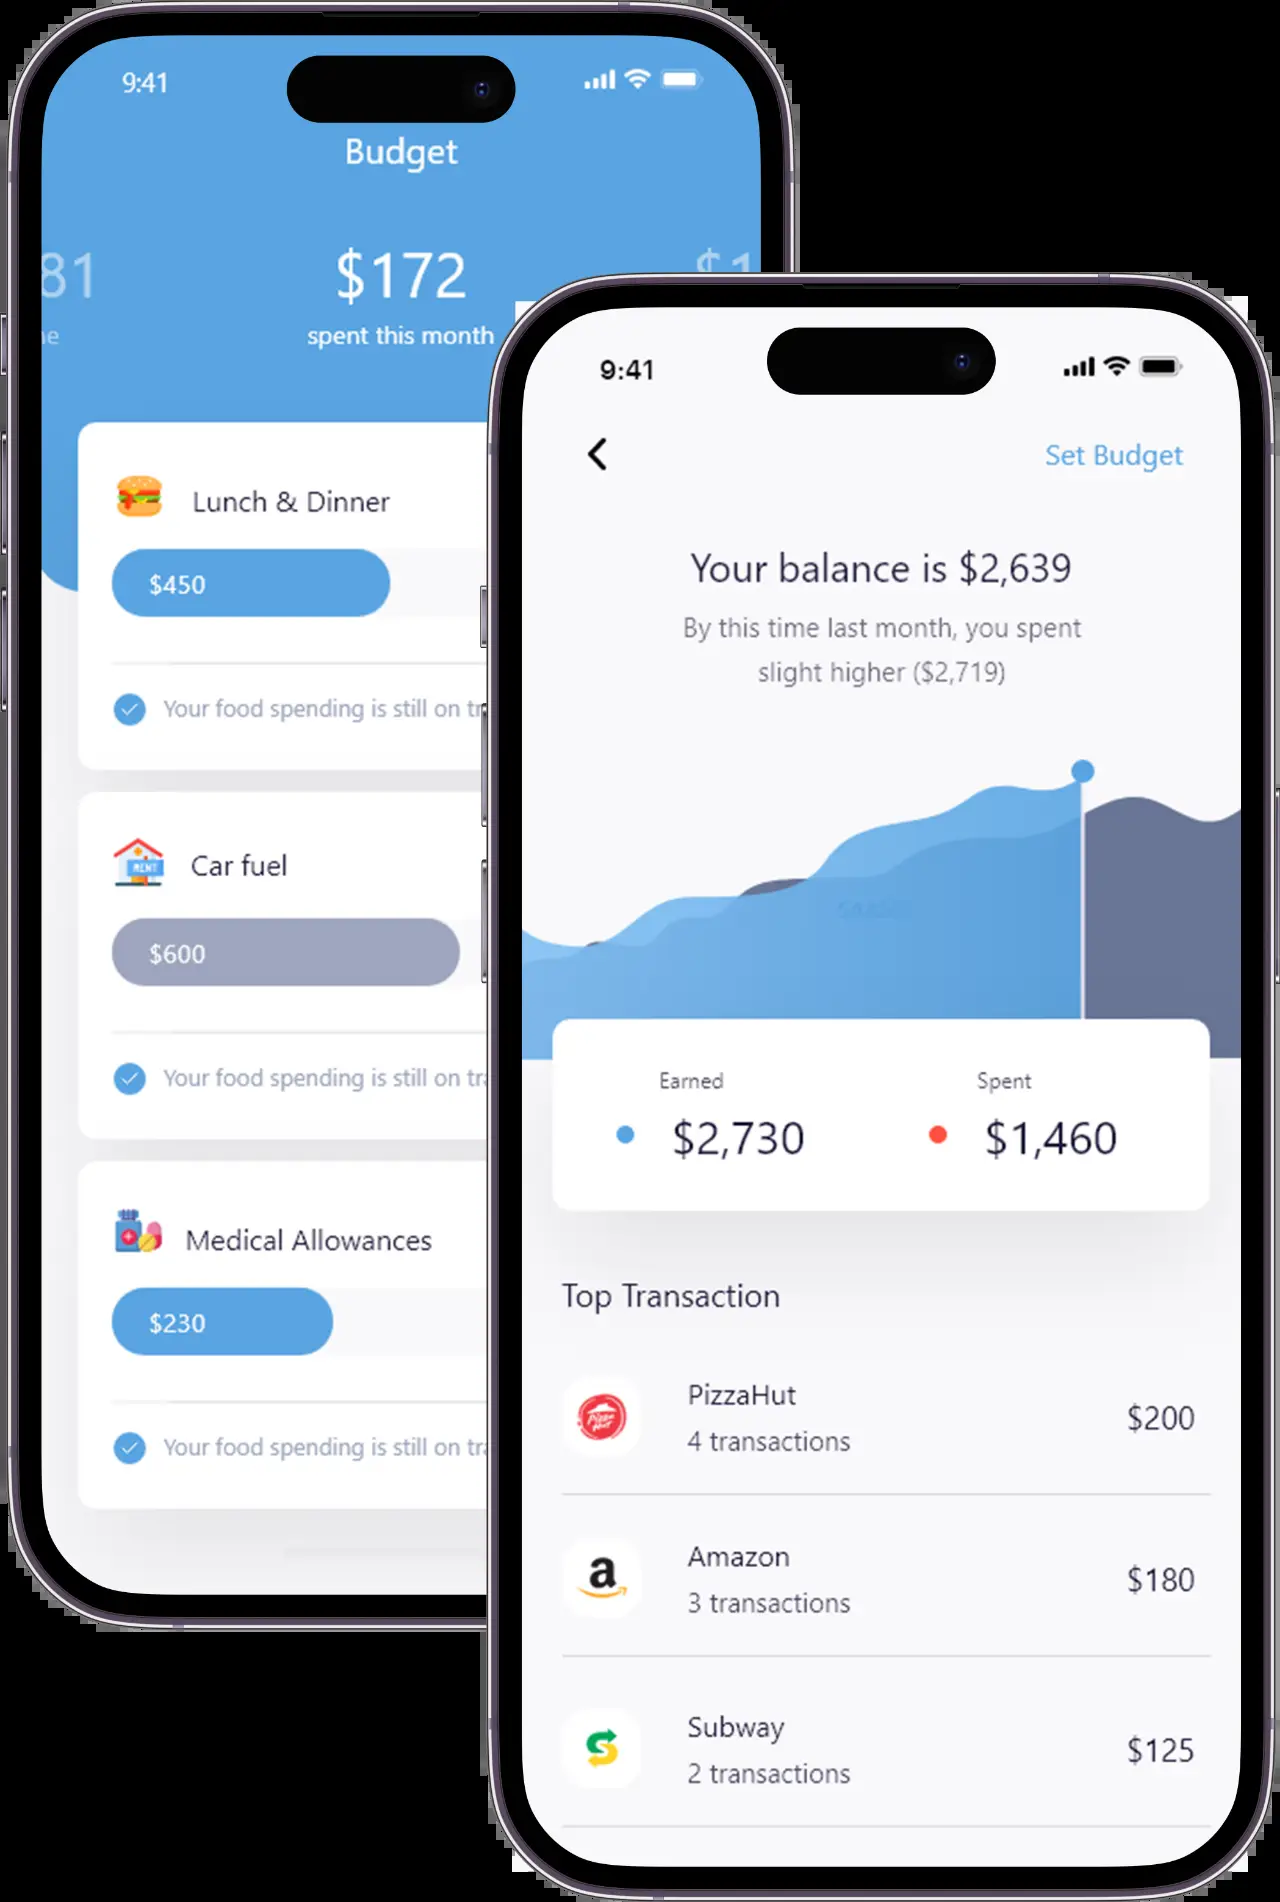 9:41
Budget
81
$172
$1
ne
spent this month
Lunch & Dinner
$450
Your food spending is still on tr
RENT
Car fuel
$600
Your food spending is still on tra
Medical Allowances
$230
Your food spending is still on tra
9:41
Set Budget
Your balance is $2,639
By this time last month, you spent
slight higher ($2,719)
Earned
Spent
$2,730
$1,460
Top Transaction
Pizza Hut
PizzaHut
4 transactions
$200
a
Amazon
3 transactions
$180
S
Subway
2 transactions
$125